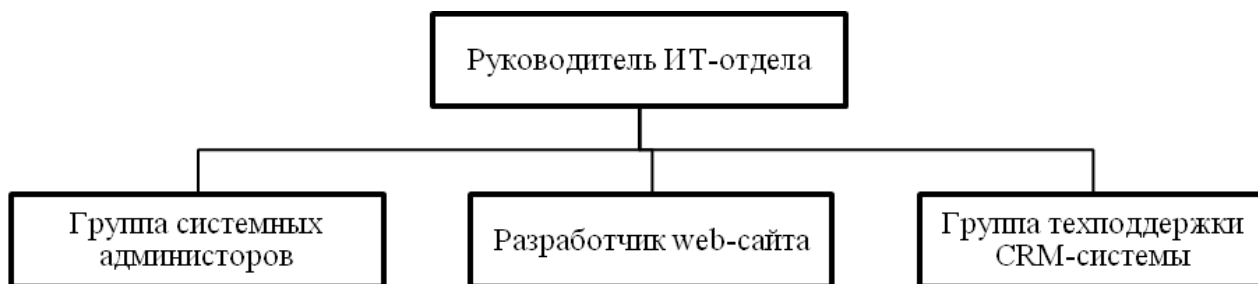 Руководитель ИТ-отдела
Группа системных
администоров
Разработчик web-сайта
Группа техподдержки
CRM-системы